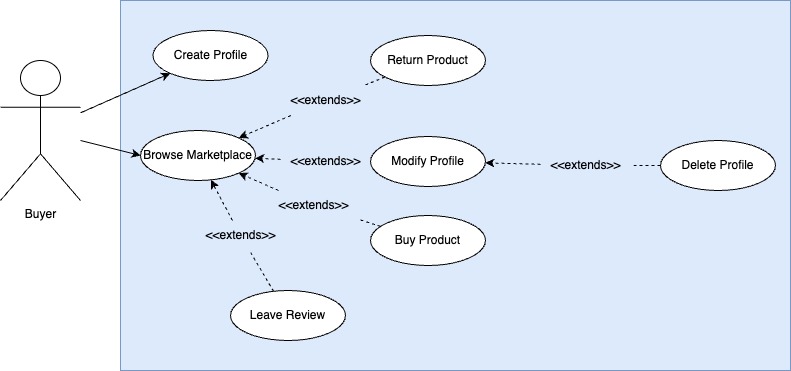 Create Profile
Return Product
<<extends>>
Browse Marketplace
<<extends>>
Modify Profile
<<extends>>
Delete Profile
<<extends>>
Buyer
<<extends>>
Buy Product
Leave Review